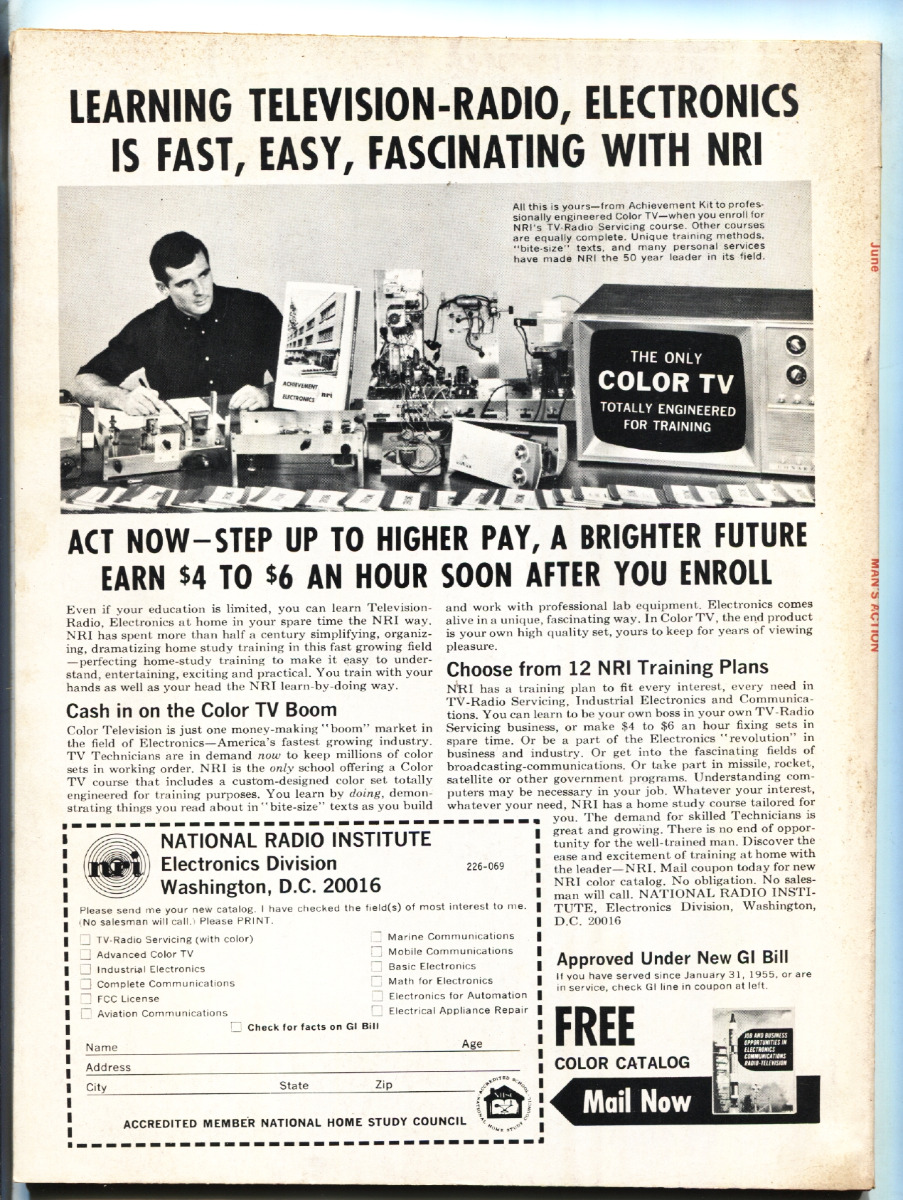 LEARNING TELEVISION-RADIO, ELECTRONICS
IS FAST, EASY, FASCINATING WITH NRI
All this is yours—from Achievement Kit to profes-
sionally engineered Color TV—when you enroll for
NRI's TV-Radio Servicing course. Other courses
are equally complete. Unique training methods,
"bite-size" texts, and many personal services
have made NRI the 50 year leader in its field.
June
ACHIEVEMENT
ELECTRONICS nri
THE ONLY
COLOR TV
TOTALLY ENGINEERED
FOR TRAINING
CONAR
ACT NOW—STEP UP TO HIGHER PAY, A BRIGHTER FUTURE
EARN $4 TO $6 AN HOUR SOON AFTER YOU ENROLL
MAN'S ACTION
Even if your education is limited, you can learn Television-
Radio, Electronics at home in your spare time the NRI way.
NRI has spent more than half a century simplifying, organiz-
ing, dramatizing home study training in this fast growing field
—perfecting home-study training to make it easy to under-
stand, entertaining, exciting and practical. You train with your
hands as well as your head the NRI learn-by-doing way.
Cash in on the Color TV Boom
Color Television is just one money-making "boom" market in
the field of Electronics—America's fastest growing industry.
TV Technicians are in demand now to keep millions of color
sets in working order. NRI is the only school offering a Color
TV course that includes a custom-designed color set totally
engineered for training purposes. You learn by doing, demon-
strating things you read about in "bite-size" texts as you build
and work with professional lab equipment. Electronics comes
alive in a unique, fascinating way. In Color TV, the end product
is your own high quality set, yours to keep for years of viewing
pleasure.
Choose from 12 NRI Training Plans
NRI has a training plan to fit every interest, every need in
TV-Radio Servicing, Industrial Electronics and Communica-
tions. You can learn to be your own boss in your own TV-Radio
Servicing business, or make $4 to $6 an hour fixing sets in
spare time. Or be a part of the Electronics "revolution" in
business and industry. Or get into the fascinating fields of
broadcasting-communications. Or take part in missile, rocket,
satellite or other government programs. Understanding com-
puters may be necessary in your job. Whatever your interest,
whatever your need, NRI has a home study course tailored for
you. The demand for skilled Technicians is
great and growing. There is no end of oppor-
tunity for the well-trained man. Discover the
ease and excitement of training at home with
the leader—NRI. Mail coupon today for new
NRI color catalog. No obligation. No sales-
man will call. NATIONAL RADIO INSTI-
TUTE, Electronics Division, Washington,
D.C. 20016
nri
NATIONAL RADIO INSTITUTE
Electronics Division 226-069
Washington, D.C. 20016
Please send me your new catalog. I have checked the field(s) of most interest to me.
(No salesman will call.) Please PRINT.
TV-Radio Servicing (with color)
Advanced Color TV
Industrial Electronics
Complete Communications
FCC License
Aviation Communications
Marine Communications
Mobile Communications
Basic Electronics
Math for Electronics
Electronics for Automation
Electrical Appliance Repair
Check for facts on GI Bill
Name Age
Address
City State Zip
ACCREDITED MEMBER NATIONAL HOME STUDY COUNCIL
ACCREDITED SCHOOL
NATIONAL HOME STUDY COUNCIL
NHSC
Approved Under New GI Bill
If you have served since January 31, 1955, or are
in service, check GI line in coupon at left.
FREE
COLOR CATALOG
JOB AND BUSINESS
OPPORTUNITIES IN
ELECTRONICS
COMMUNICATIONS
RADIO-TELEVISION
Mail Now